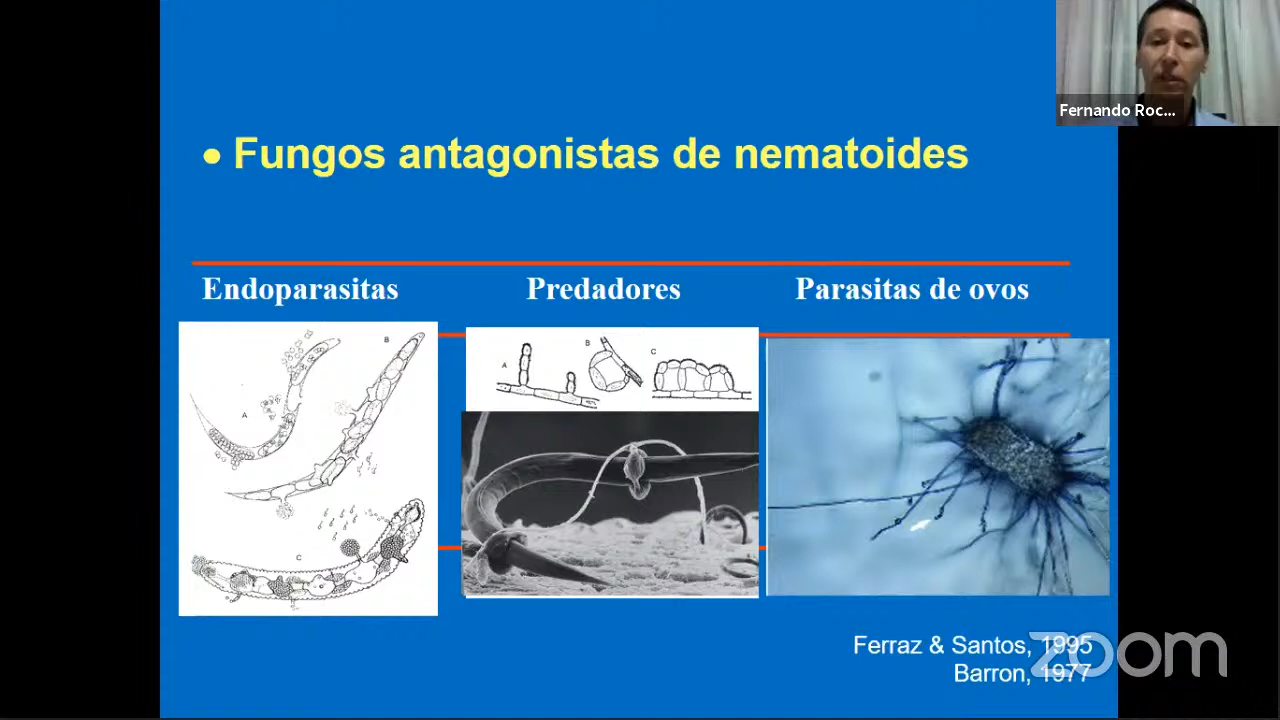 Fernando Roc...
• Fungos antagonistas de nematoides
Endoparasitas Predadores Parasitas de ovos
A
B
C
A
B
C
Ferraz & Santos, 1995
Barron, 1977
zoom